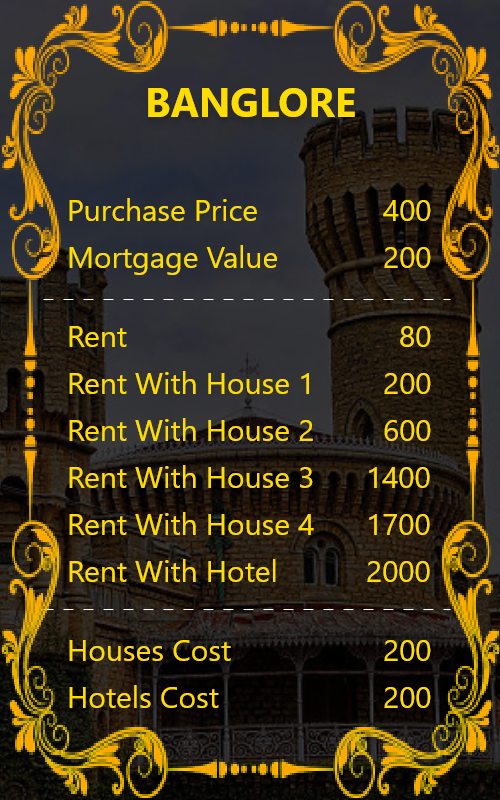 BANGLORE
Purchase Price 400
Mortgage Value 200
Rent 80
Rent With House 1 200
Rent With House 2 600
Rent With House 3 1400
Rent With House 4 1700
Rent With Hotel 2000
Houses Cost 200
Hotels Cost 200